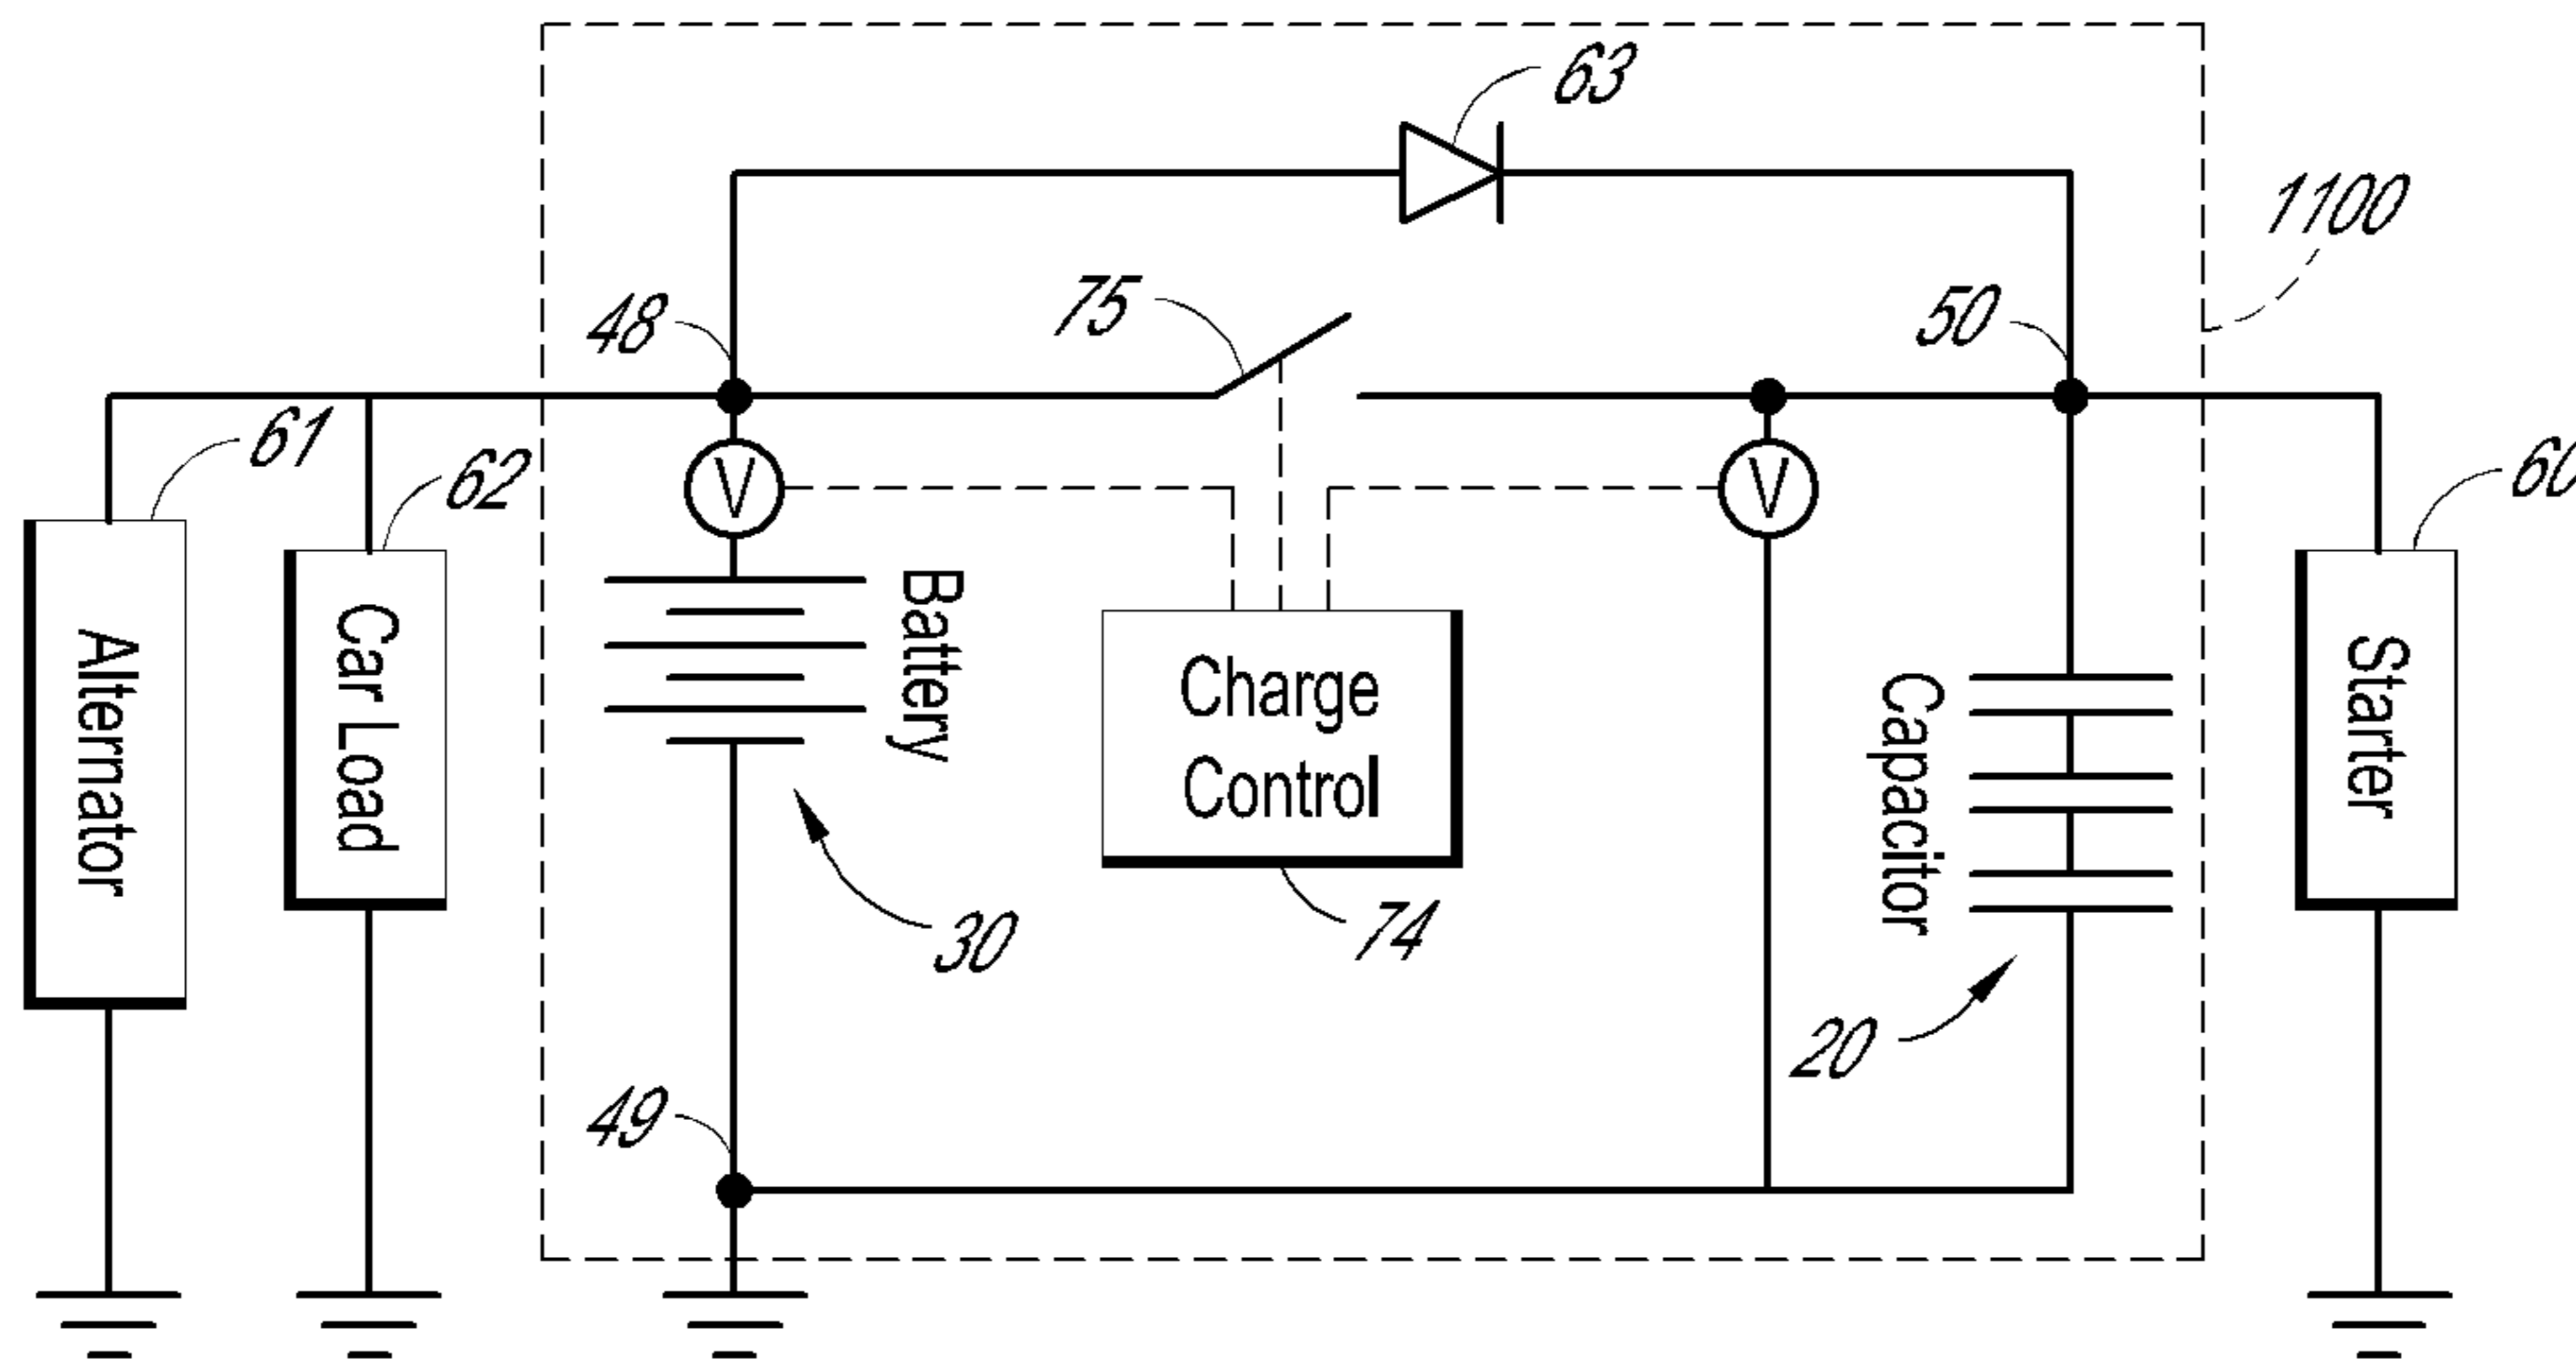 63
1100
48
75
50
61
62
V
V
60
Alternator
Car Load
Battery
Charge
Control
Capacitor
Starter
30
74
20
49